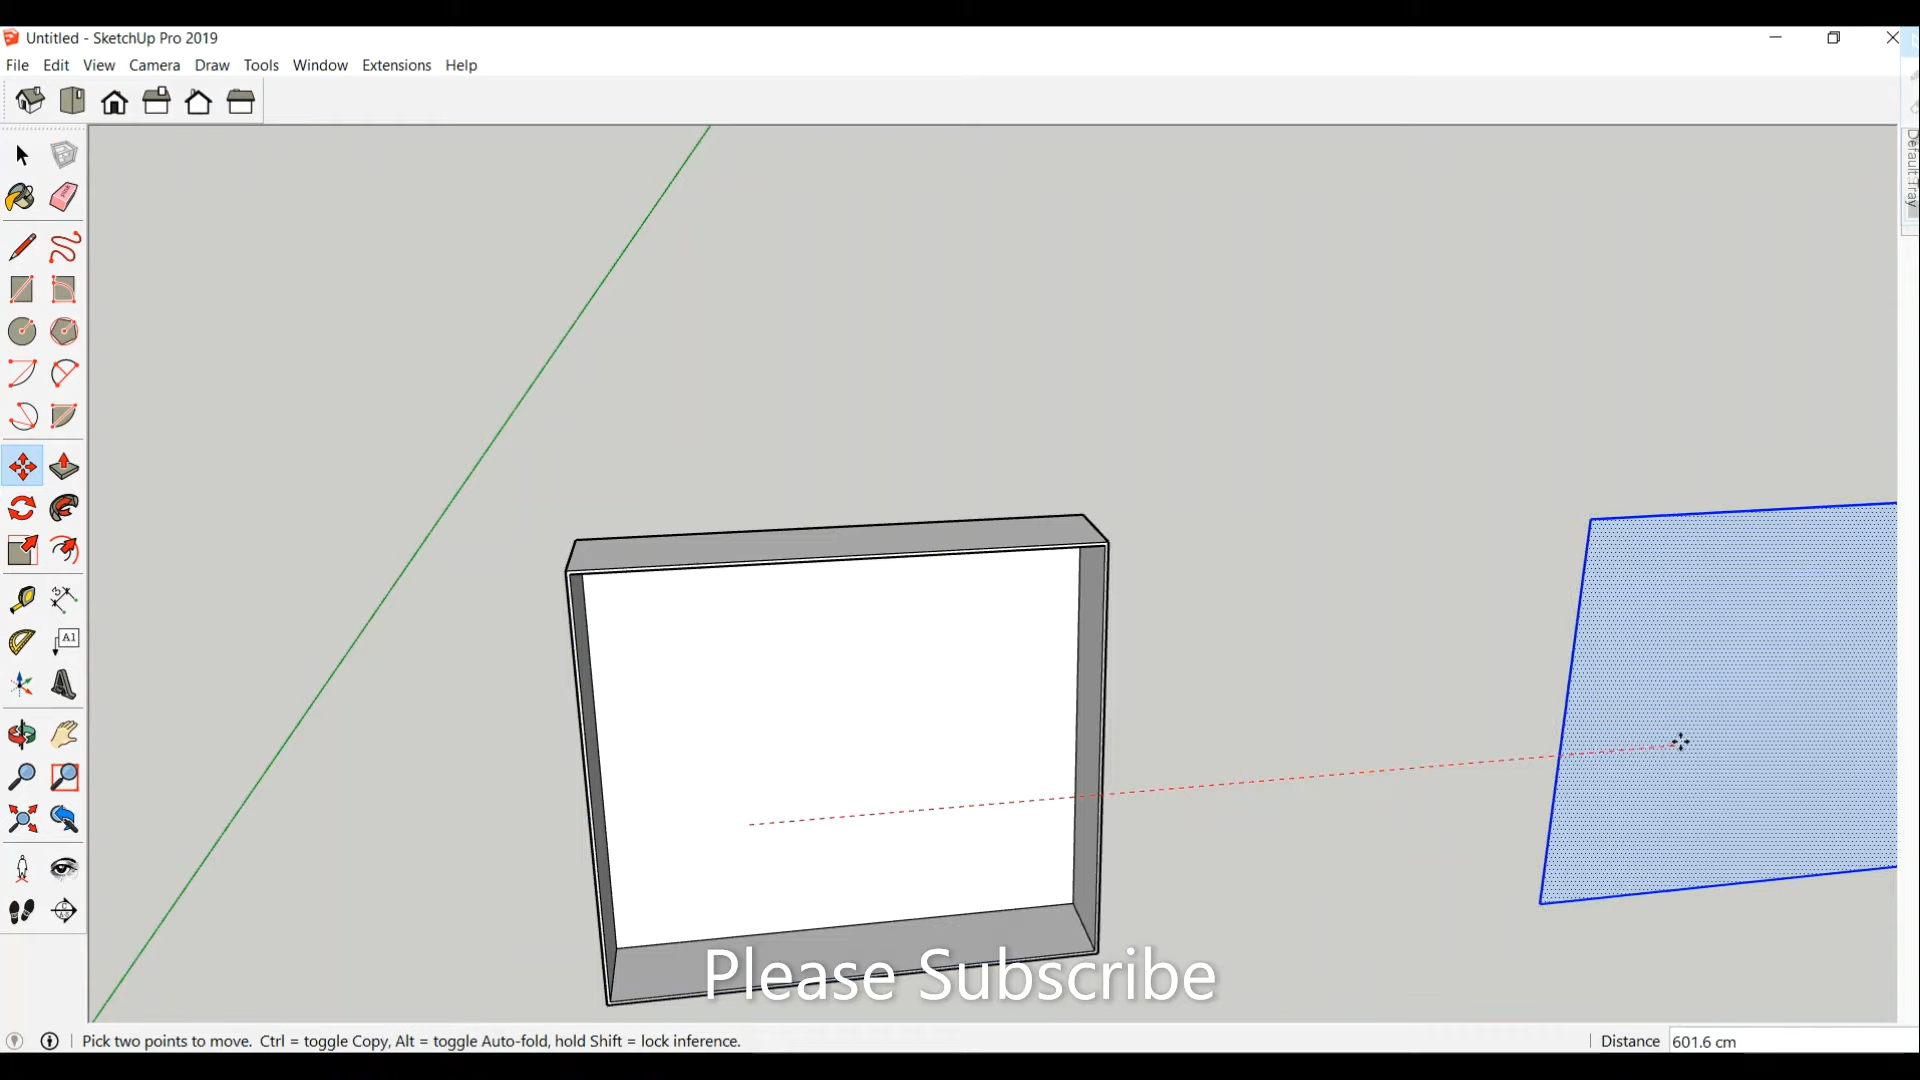 Untitled - SketchUp Pro 2019
File Edit View Camera Draw Tools Window Extensions Help
Default Tray
A1
Please Subscribe
Pick two points to move. Ctrl = toggle Copy, Alt = toggle Auto-fold, hold Shift = lock inference.
Distance 601.6 cm